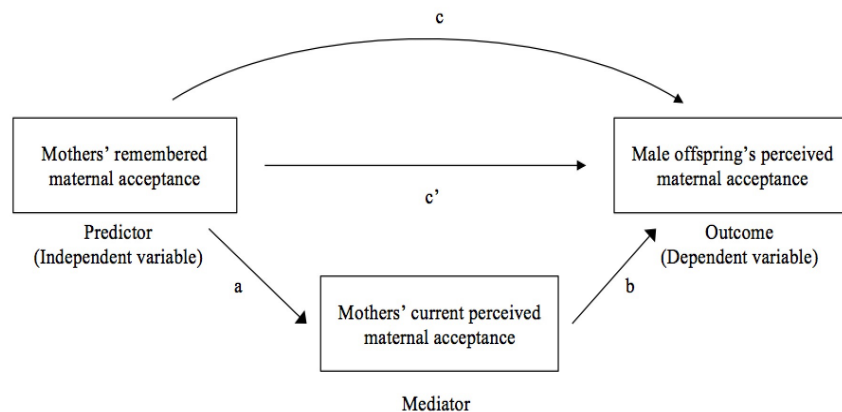 c
Mothers’ remembered
maternal acceptance
Male offspring’s perceived
maternal acceptance
c’
Predictor
(Independent variable)
Outcome
(Dependent variable)
a
b
Mothers’ current perceived
maternal acceptance
Mediator